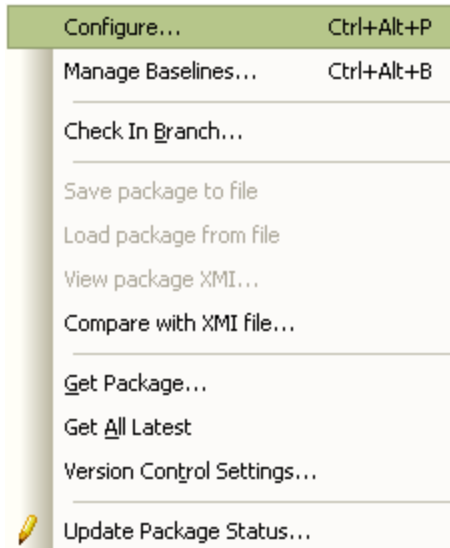 Configure... Ctrl+Alt+P
Manage Baselines... Ctrl+Alt+B
Check In Branch...
Save package to file
Load package from file
View package XMI...
Compare with XMI file...
Get Package...
Get All Latest
Version Control Settings...
Update Package Status...